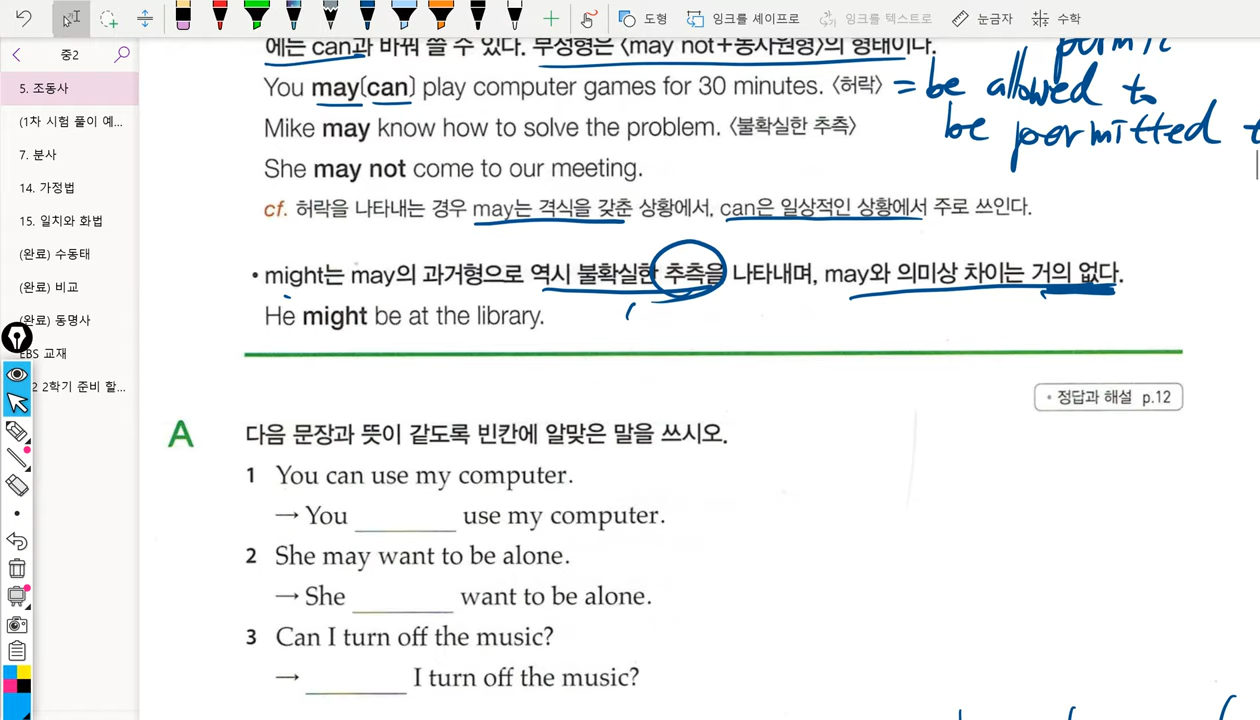 도형
잉크를 셰이프로
잉크를 텍스트로
눈금자
수학
중2
5. 조동사
(1차 시험 풀이 예...
7. 분사
14. 가정법
15. 일치와 화법
(완료) 수동태
(완료) 비교
(완료) 동명사
EBS 교재
2 2학기 준비 할...
에는 can과 바꿔 쓸 수 있다. 부정형은 〈may not+동사원형〉의 형태이다.
permit
You may(can) play computer games for 30 minutes. 〈허락〉 = be allowed to
Mike may know how to solve the problem. 〈불확실한 추측〉
be permitted t
She may not come to our meeting.
cf. 허락을 나타내는 경우 may는 격식을 갖춘 상황에서, can은 일상적인 상황에서 주로 쓰인다.
• might는 may의 과거형으로 역시 불확실한 추측을 나타내며, may와 의미상 차이는 거의 없다.
He might be at the library.
• 정답과 해설 p.12
A 다음 문장과 뜻이 같도록 빈칸에 알맞은 말을 쓰시오.
1 You can use my computer.
→ You ________ use my computer.
2 She may want to be alone.
→ She ________ want to be alone.
3 Can I turn off the music?
→ ________ I turn off the music?